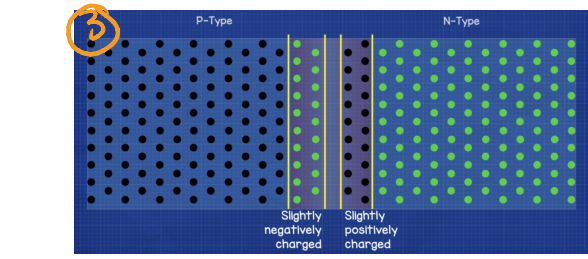 3
P-Type
N-Type
Slightly
negatively
charged
Slightly
positively
charged